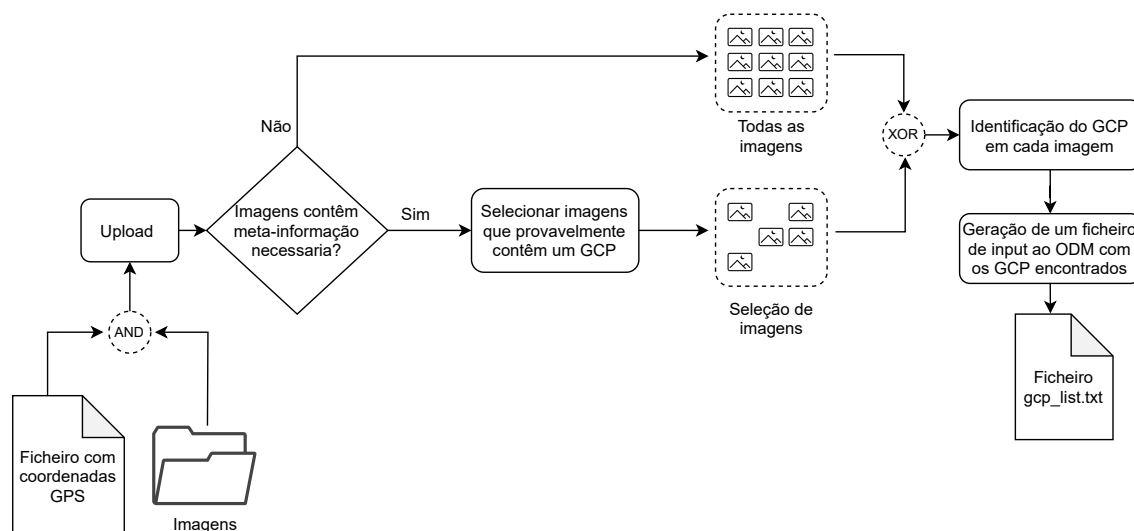 Não
Todas as
imagens
XOR
Identificação do GCP
em cada imagem
Upload
Imagens contêm
meta-informação
necessaria?
Sim
Selecionar imagens
que provavelmente
contêm um GCP
Seleção de
imagens
Geração de um ficheiro
de input ao ODM com
os GCP encontrados
AND
Ficheiro
gcp_list.txt
Ficheiro com
coordenadas
GPS
Imagens